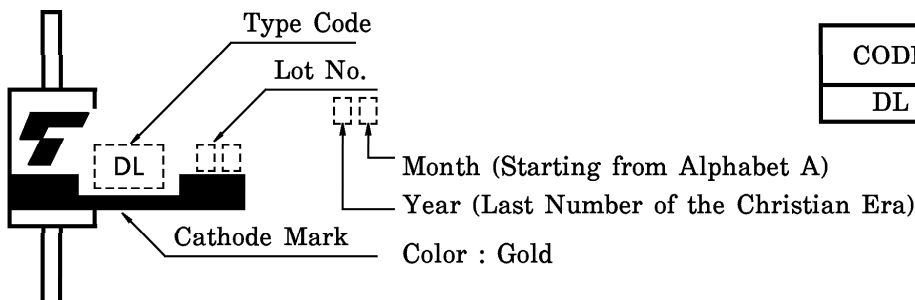 Type Code
Lot No.
CODE
DL
DL
Month (Starting from Alphabet A)
Year (Last Number of the Christian Era)
Cathode Mark
Color : Gold